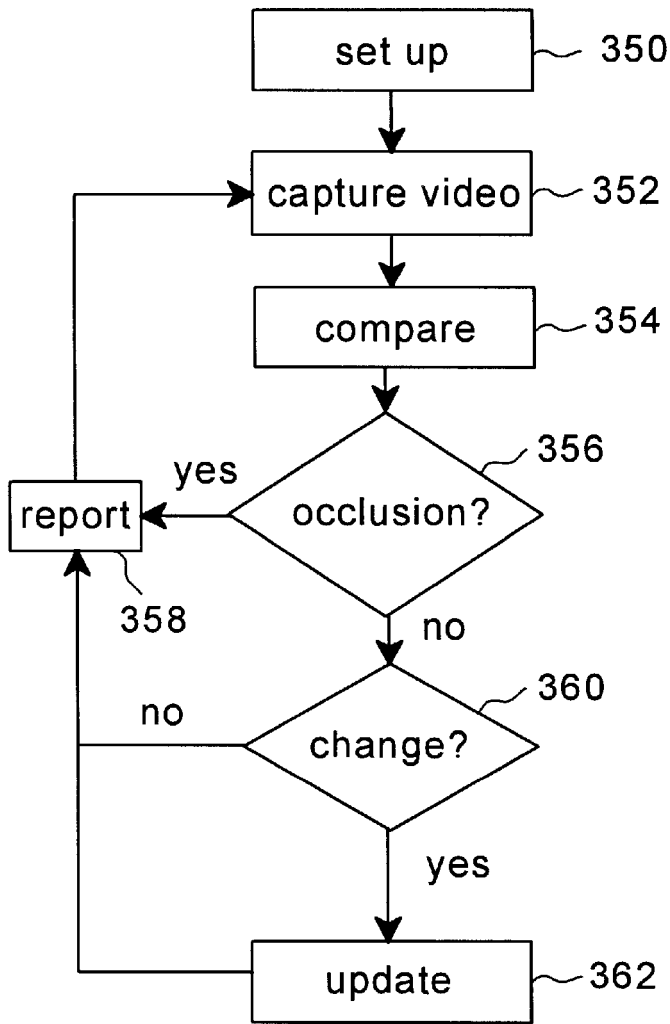 set up
350
capture video
352
compare
354
occlusion?
356
yes
report
358
no
change?
360
no
yes
update
362